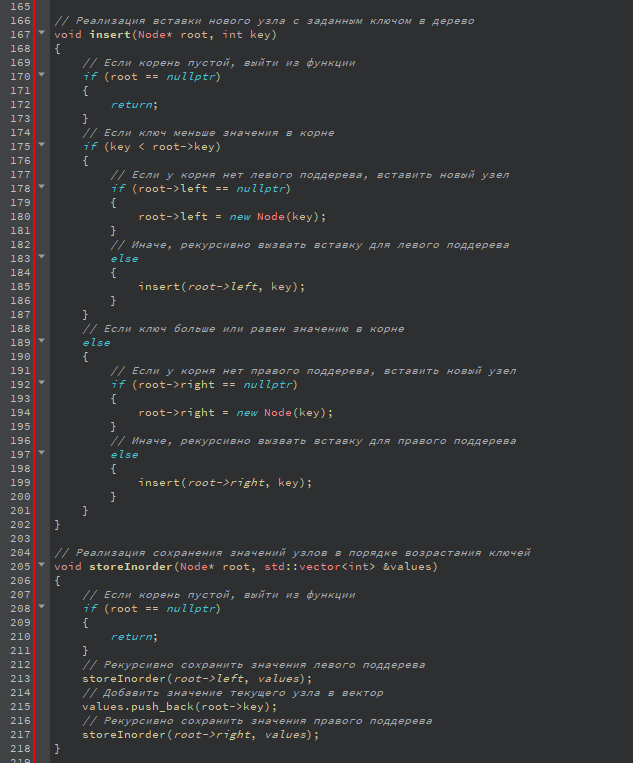 165
166 // Реализация вставки нового узла с заданным ключом в дерево
167 void insert(Node* root, int key)
168 {
169     // Если корень пустой, выйти из функции
170     if (root == nullptr)
171     {
172         return;
173     }
174     // Если ключ меньше значения в корне
175     if (key < root->key)
176     {
177         // Если у корня нет левого поддерева, вставить новый узел
178         if (root->left == nullptr)
179         {
180             root->left = new Node(key);
181         }
182         // Иначе, рекурсивно вызвать вставку для левого поддерева
183         else
184         {
185             insert(root->left, key);
186         }
187     }
188     // Если ключ больше или равен значению в корне
189     else
190     {
191         // Если у корня нет правого поддерева, вставить новый узел
192         if (root->right == nullptr)
193         {
194             root->right = new Node(key);
195         }
196         // Иначе, рекурсивно вызвать вставку для правого поддерева
197         else
198         {
199             insert(root->right, key);
200         }
201     }
202 }
203
204 // Реализация сохранения значений узлов в порядке возрастания ключей
205 void storeInorder(Node* root, std::vector<int> &values)
206 {
207     // Если корень пустой, выйти из функции
208     if (root == nullptr)
209     {
210         return;
211     }
212     // Рекурсивно сохранить значения левого поддерева
213     storeInorder(root->left, values);
214     // Добавить значение текущего узла в вектор
215     values.push_back(root->key);
216     // Рекурсивно сохранить значения правого поддерева
217     storeInorder(root->right, values);
218 }
219